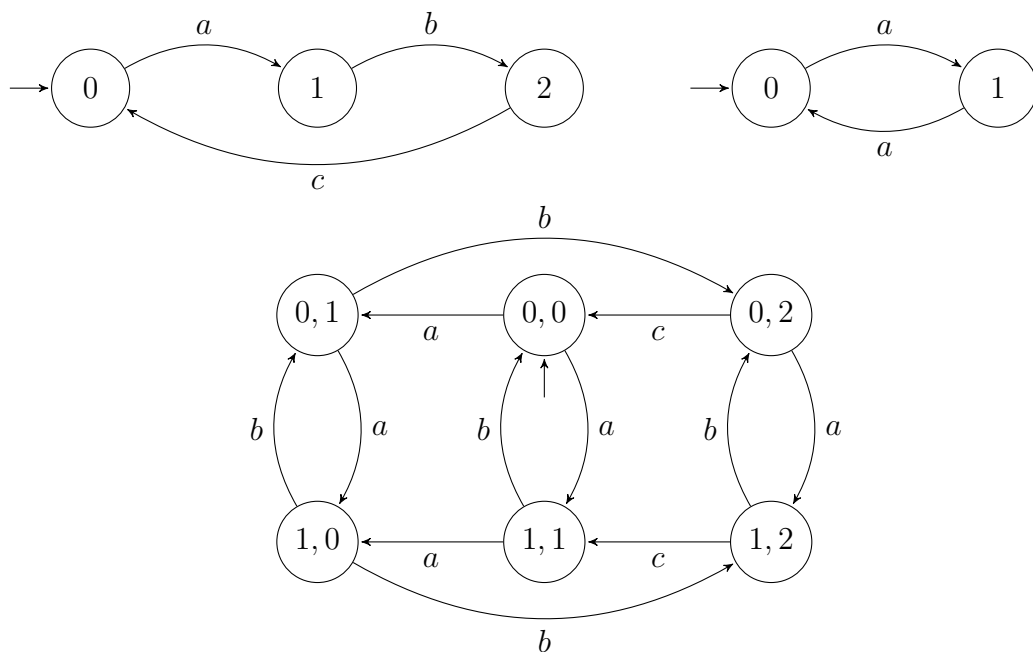 a b a
0 1 2 0 1
c a
b
0, 1 0, 0 0, 2
a c
b a b a b a
1, 0 1, 1 1, 2
a c
b